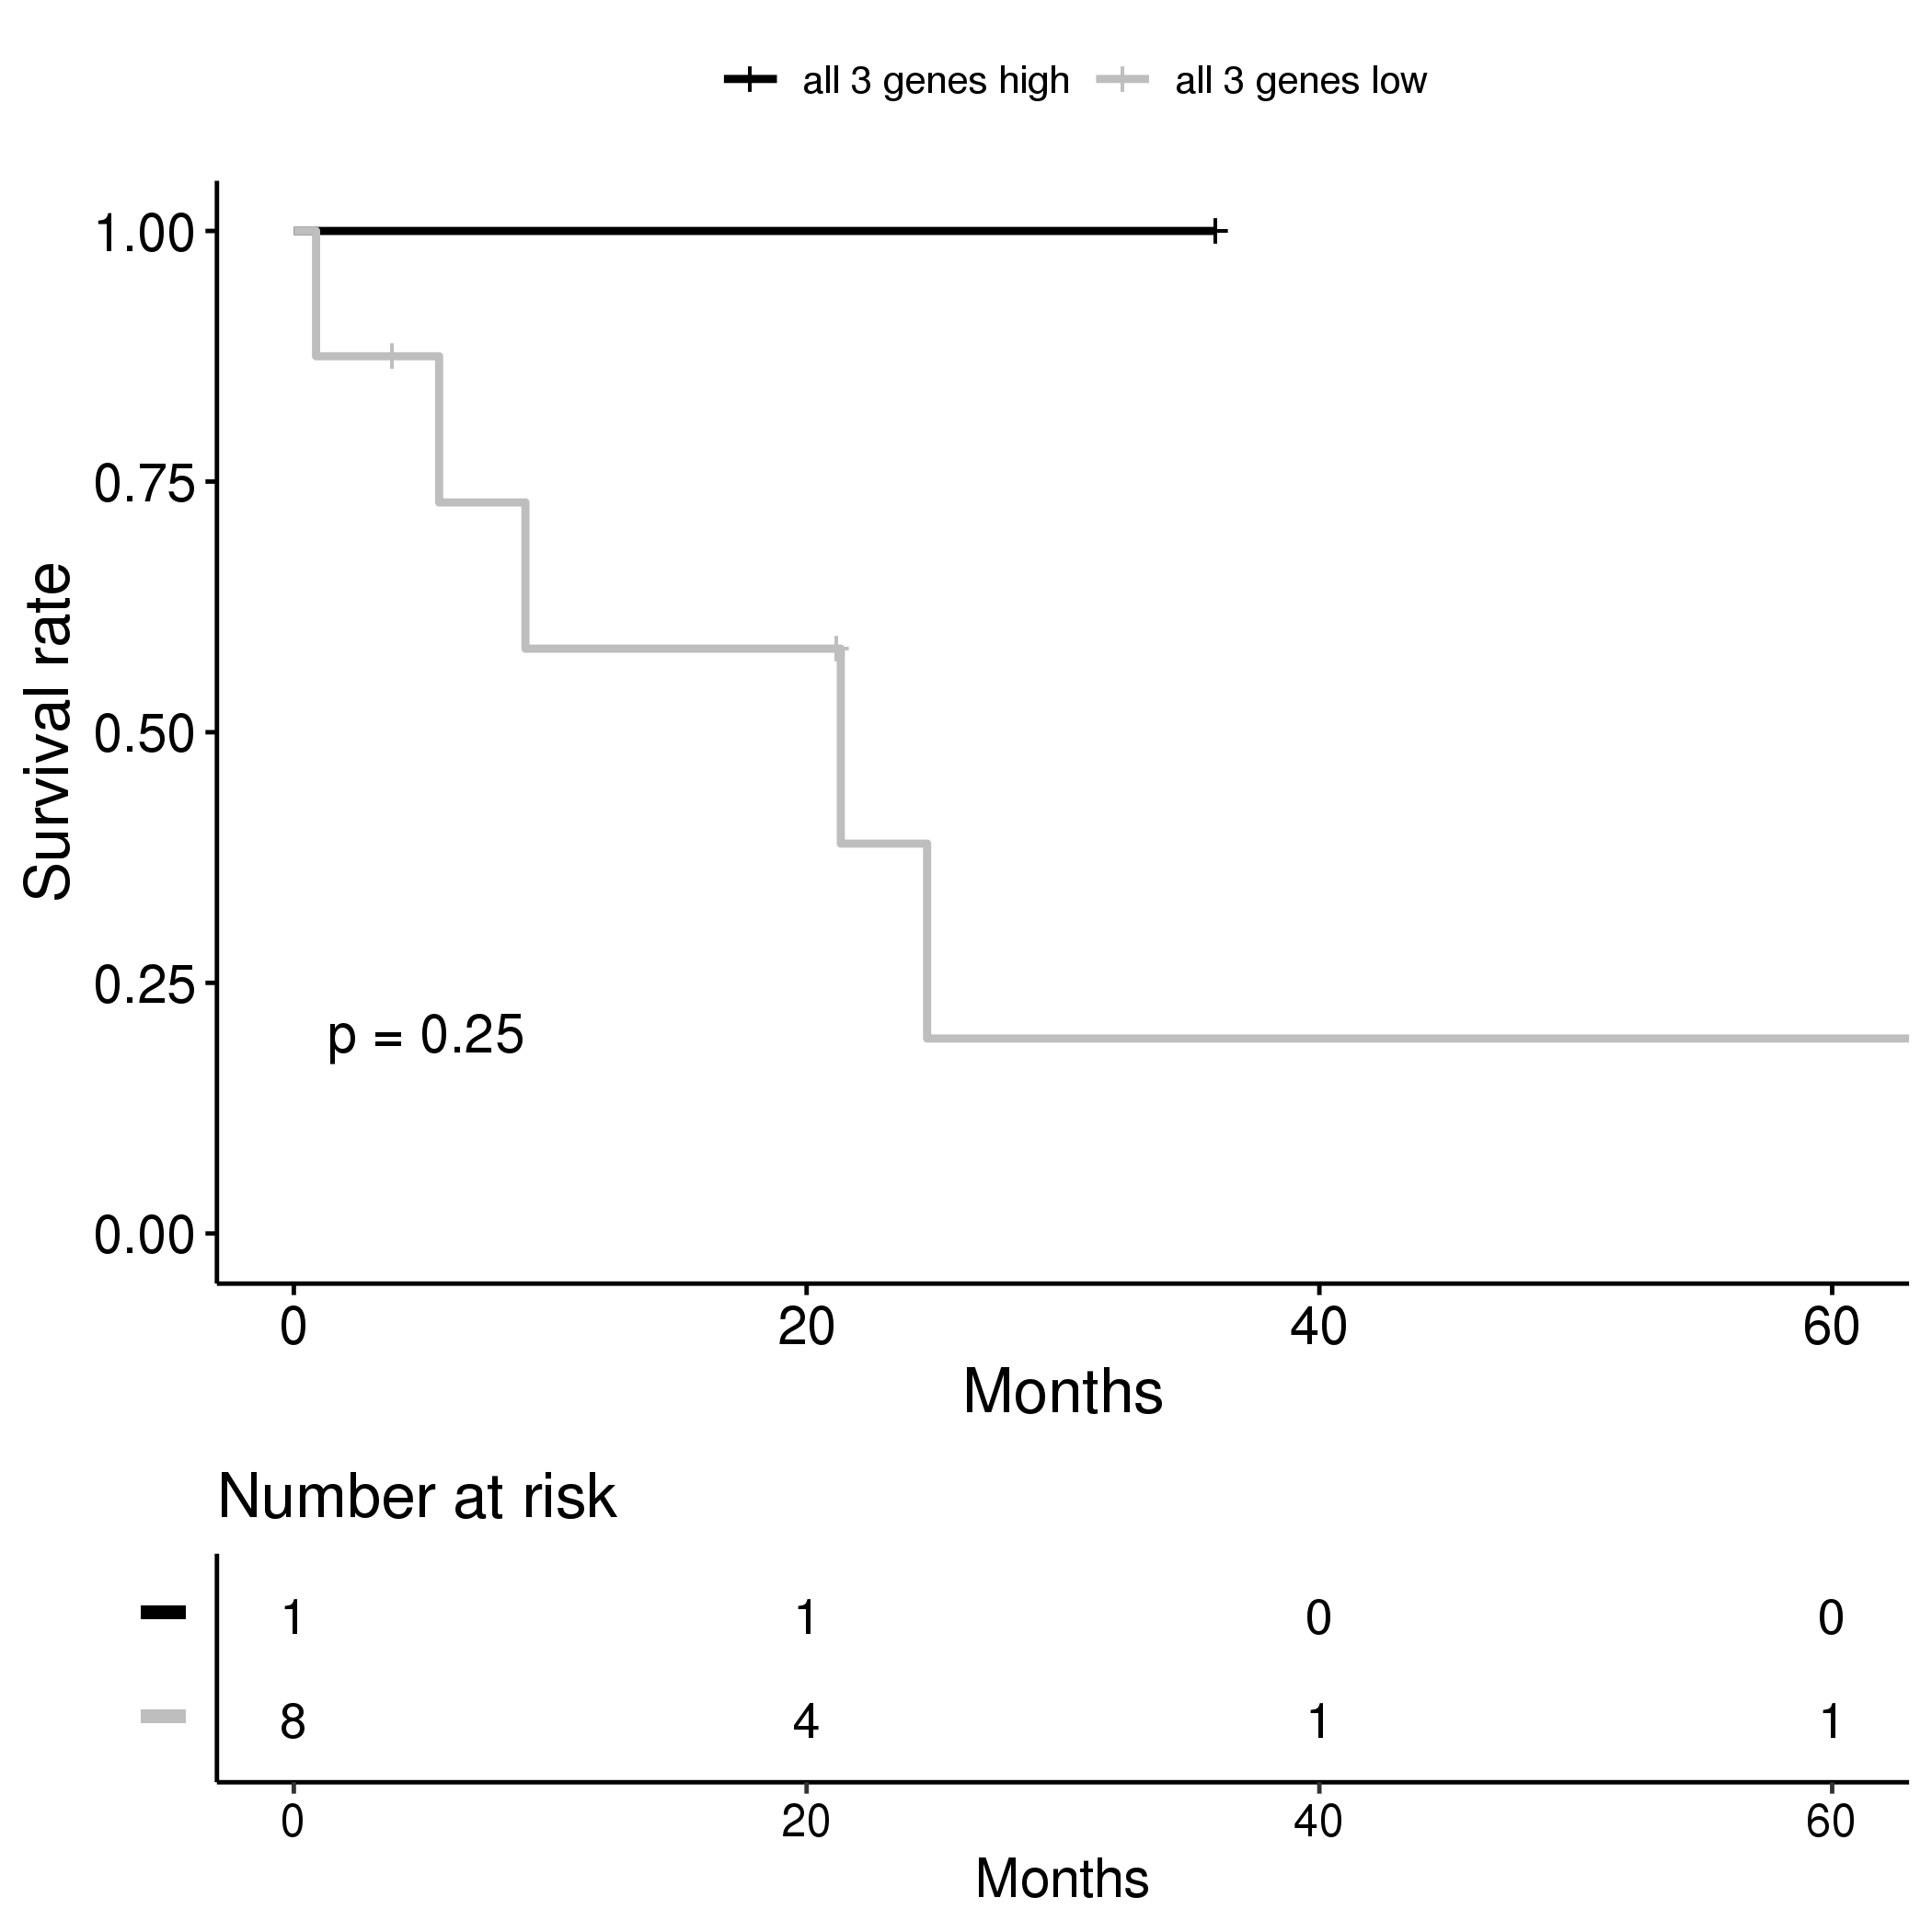 all 3 genes high all 3 genes low
1.00
0.75
0.50
0.25
0.00
Survival rate
p = 0.25
0 20 40 60
Months
Number at risk
1 1 0 0
8 4 1 1
0 20 40 60
Months